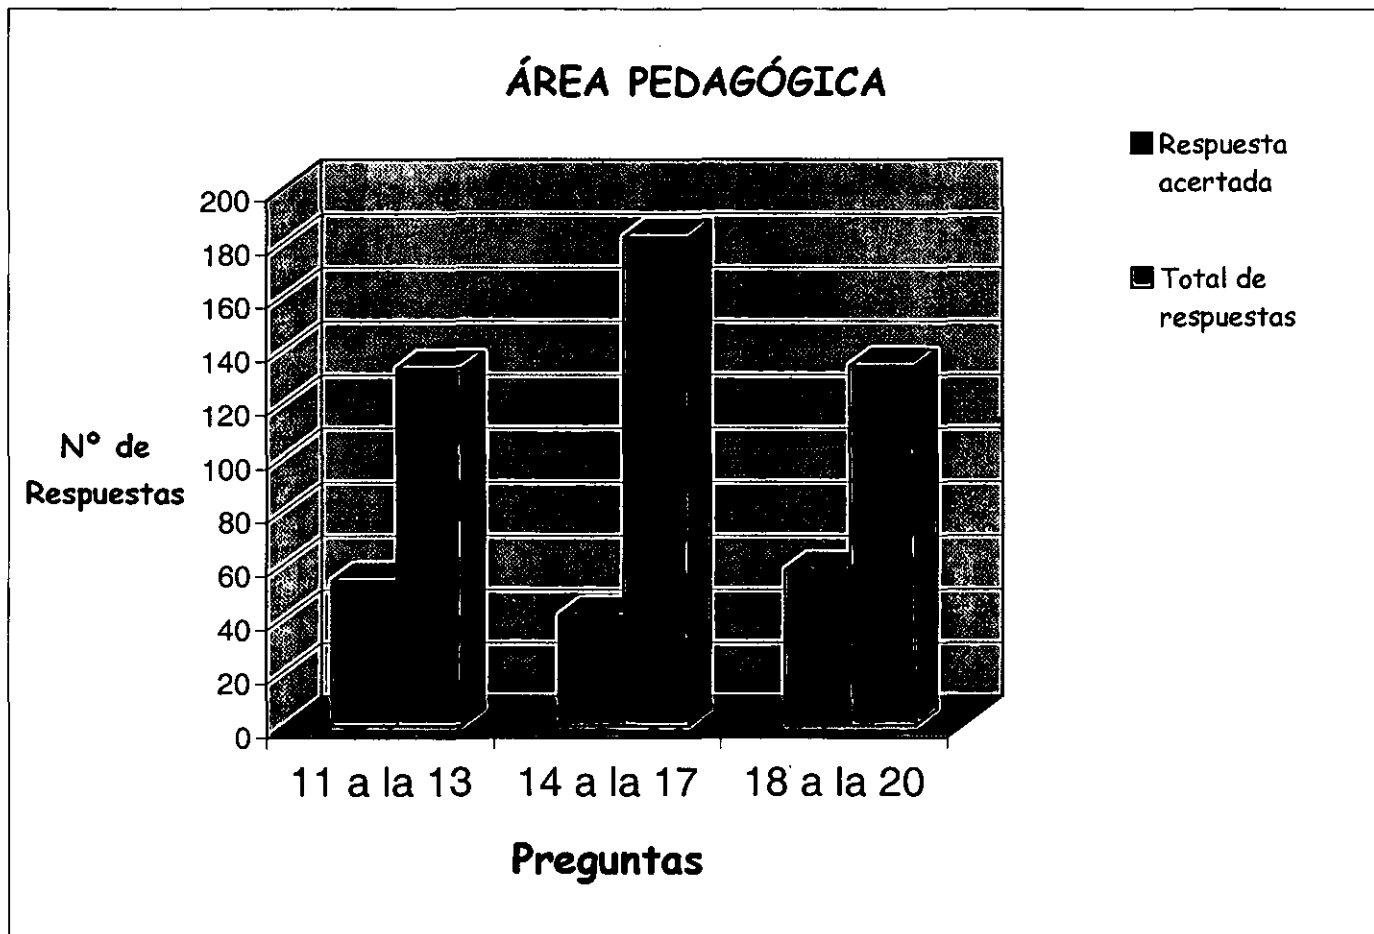 ÁREA PEDAGÓGICA
Respuesta
acertada
Total de
respuestas
200
180
160
140
120
100
80
60
40
20
0
Nº de
Respuestas
11 a la 13
14 a la 17
18 a la 20
Preguntas